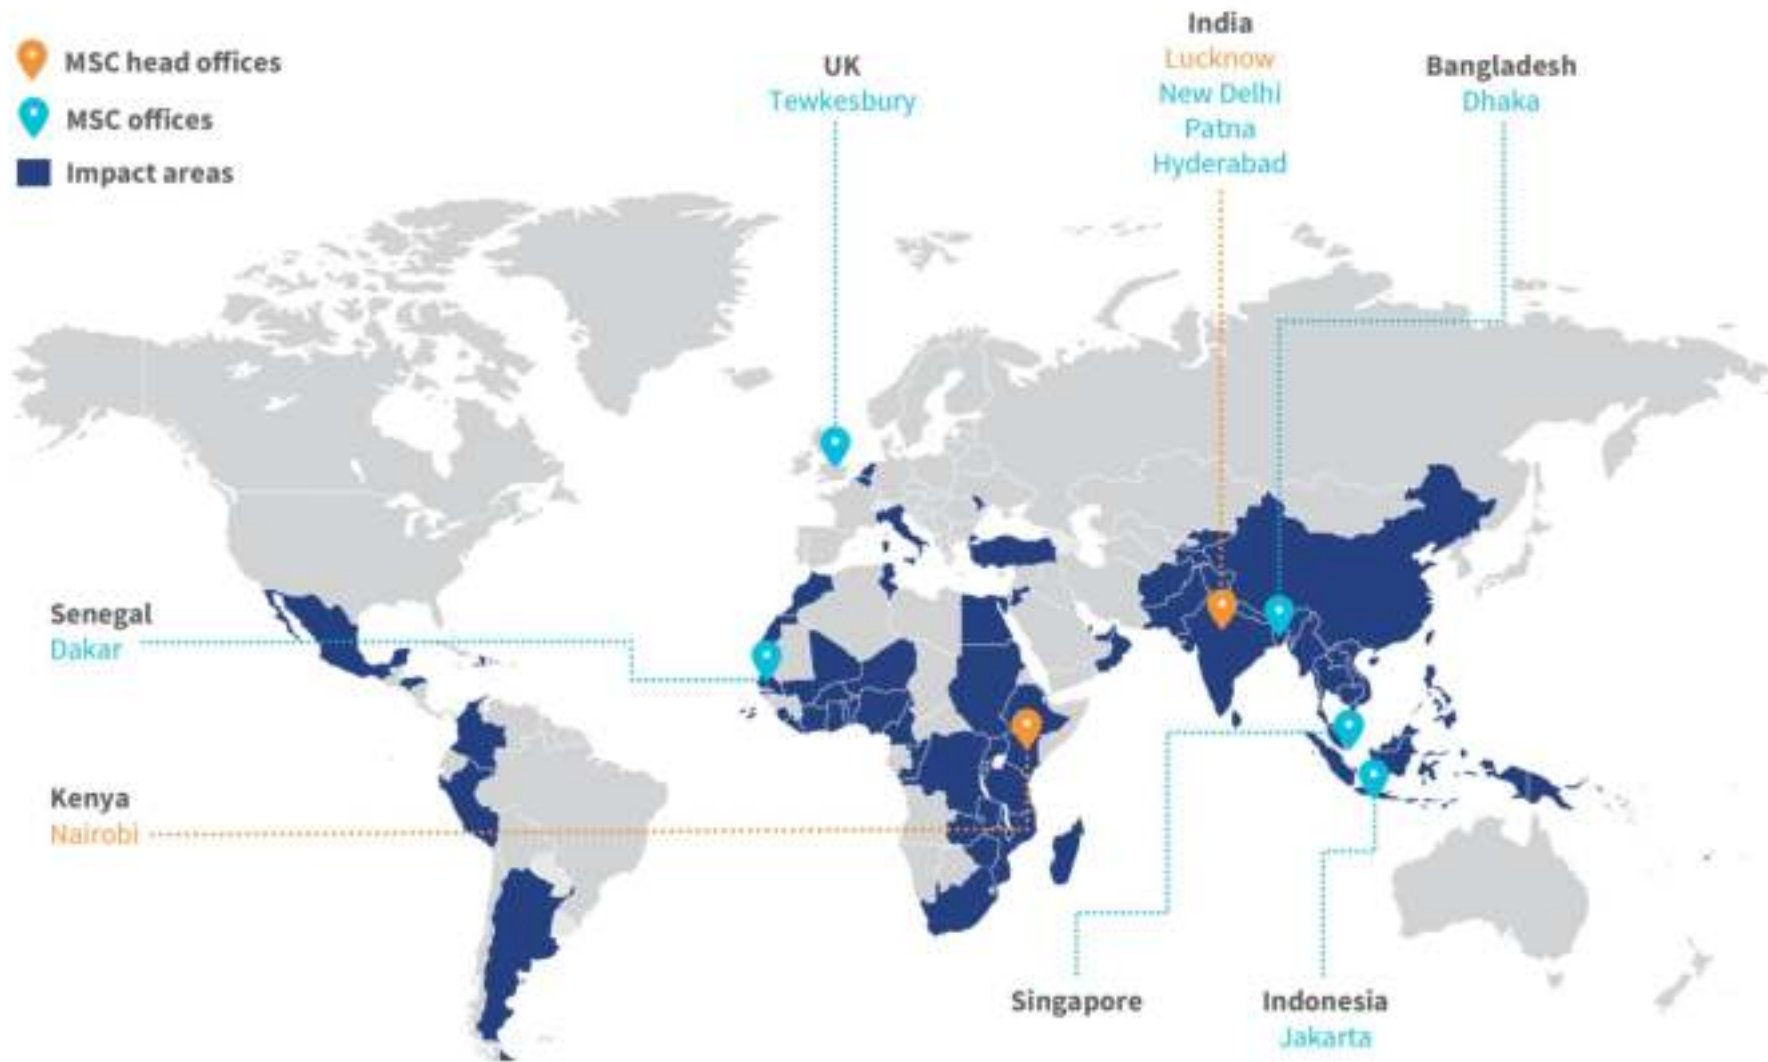 MSC head offices
MSC offices
Impact areas
UK
Tewkesbury
India
Lucknow
New Delhi
Patna
Hyderabad
Bangladesh
Dhaka
Senegal
Dakar
Kenya
Nairobi
Singapore
Indonesia
Jakarta